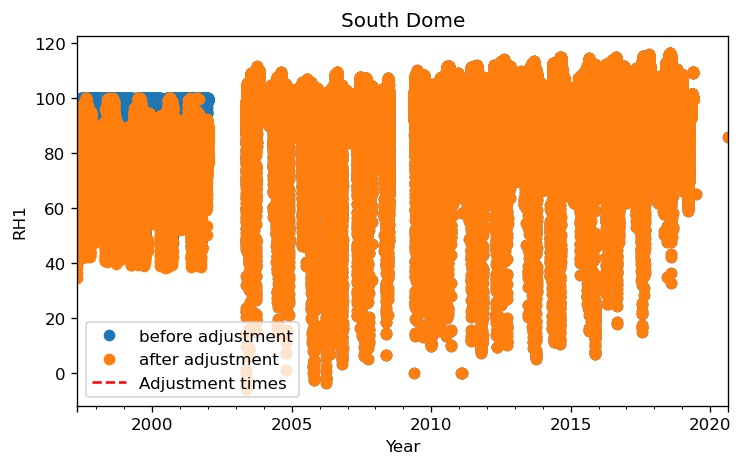 South Dome
120
100
80
60
40
20
0
RH1
before adjustment
after adjustment
Adjustment times
2000 2005 2010 2015 2020
Year